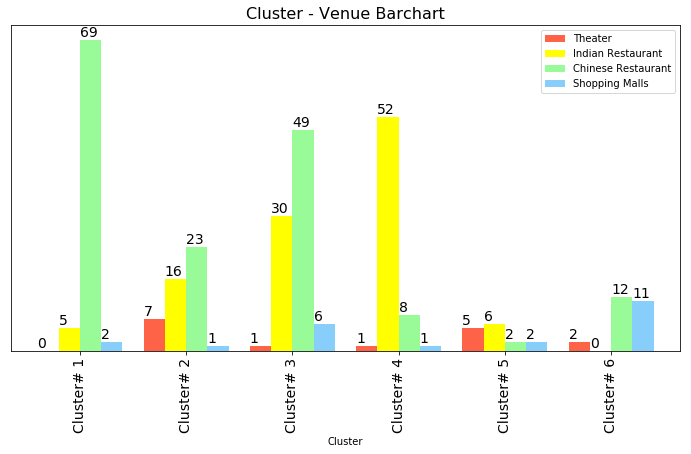 Cluster - Venue Barchart
Theater
Indian Restaurant
Chinese Restaurant
Shopping Malls
0 5 69 2
7 16 23 1
1 30 49 6
1 52 8 1
5 6 2 2
2 0 12 11
Cluster# 1
Cluster# 2
Cluster# 3
Cluster# 4
Cluster# 5
Cluster# 6
Cluster